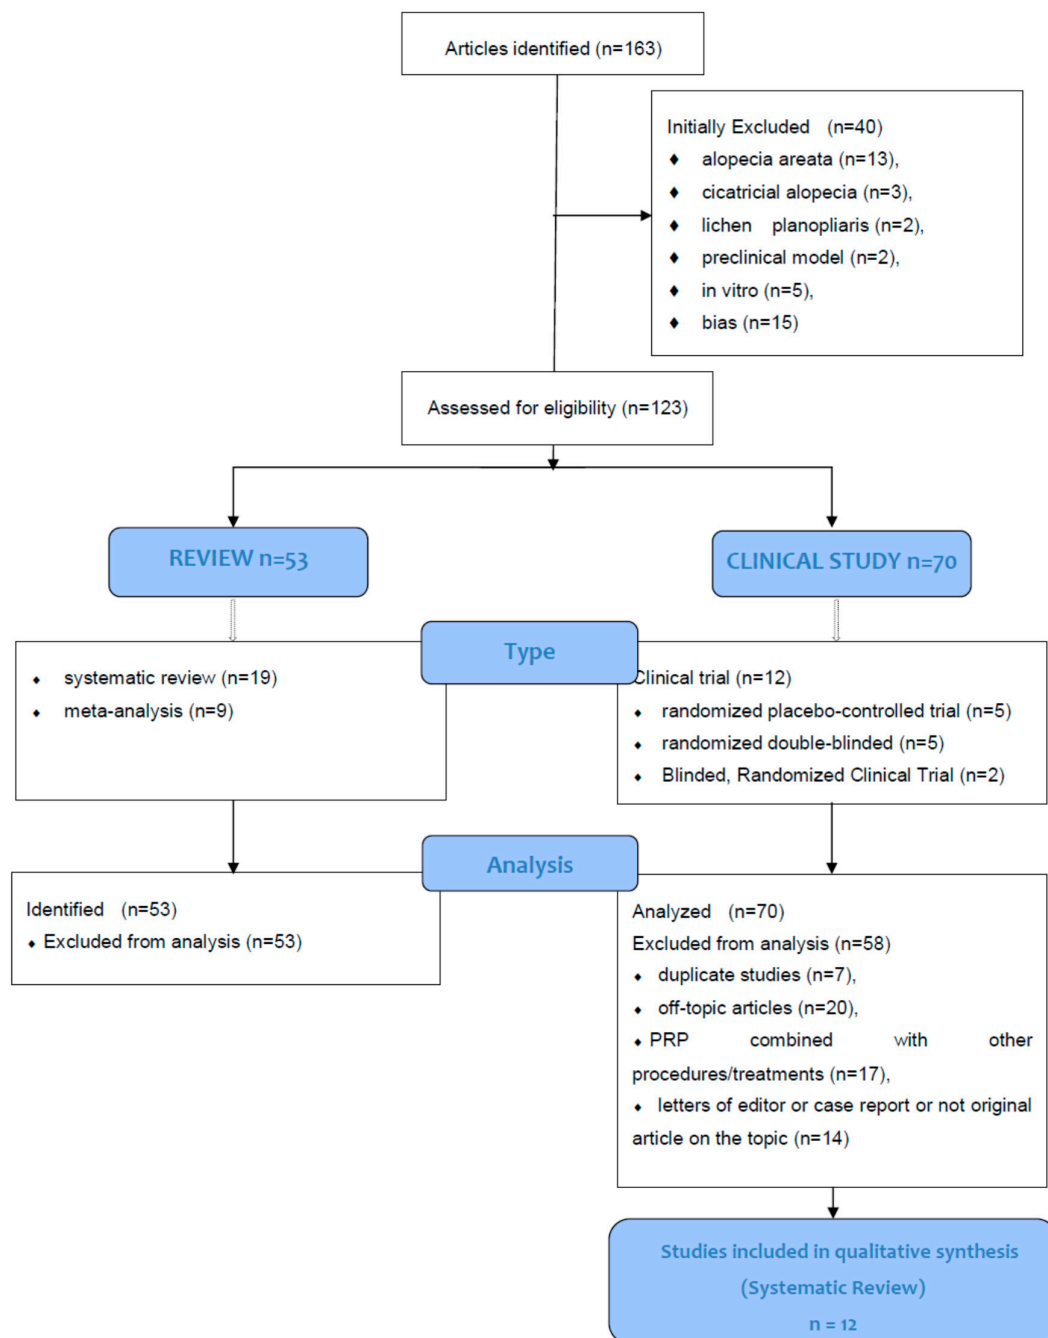 Articles identified (n=163)
Initially Excluded (n=40)
♦ alopecia areata (n=13),
♦ cicatricial alopecia (n=3),
♦ lichen planopliaris (n=2),
♦ preclinical model (n=2),
♦ in vitro (n=5),
♦ bias (n=15)
Assessed for eligibility (n=123)
REVIEW n=53
CLINICAL STUDY n=70
Type
♦ systematic review (n=19)
♦ meta-analysis (n=9)
Clinical trial (n=12)
♦ randomized placebo-controlled trial (n=5)
♦ randomized double-blinded (n=5)
♦ Blinded, Randomized Clinical Trial (n=2)
Analysis
Identified (n=53)
♦ Excluded from analysis (n=53)
Analyzed (n=70)
Excluded from analysis (n=58)
♦ duplicate studies (n=7),
♦ off-topic articles (n=20),
♦ PRP combined with other
procedures/treatments (n=17),
♦ letters of editor or case report or not original
article on the topic (n=14)
Studies included in qualitative synthesis
(Systematic Review)
n = 12